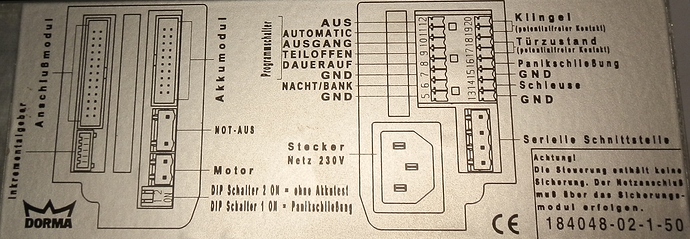 Anschlußmodul
Akkumodul
Inkrementalgeber
NOT-AUS
Motor
DIP Schalter 2 ON = ohne Akkutest
DIP Schalter 1 ON = Panikschließung
1 2
ON
DORMA
Programmschalter
AUS
AUTOMATIC
AUSGANG
TEILOFFEN
DAUERAUF
GND
NACHT/BANK
GND
5 6 7 8 9 10 11 12
13 14 15 16 17 18 19 20
Klingel
(potentialfreier Kontakt)
Türzustand
(potentialfreier Kontakt)
Panikschließung
GND
Schleuse
GND
Stecker
Netz 230V
Serielle Schnittstelle
CE
Achtung!
Die Steuerung enthält keine
Sicherung. Der Netzanschluß
muß über das Sicherungs-
modul erfolgen.
184048-02-1-50